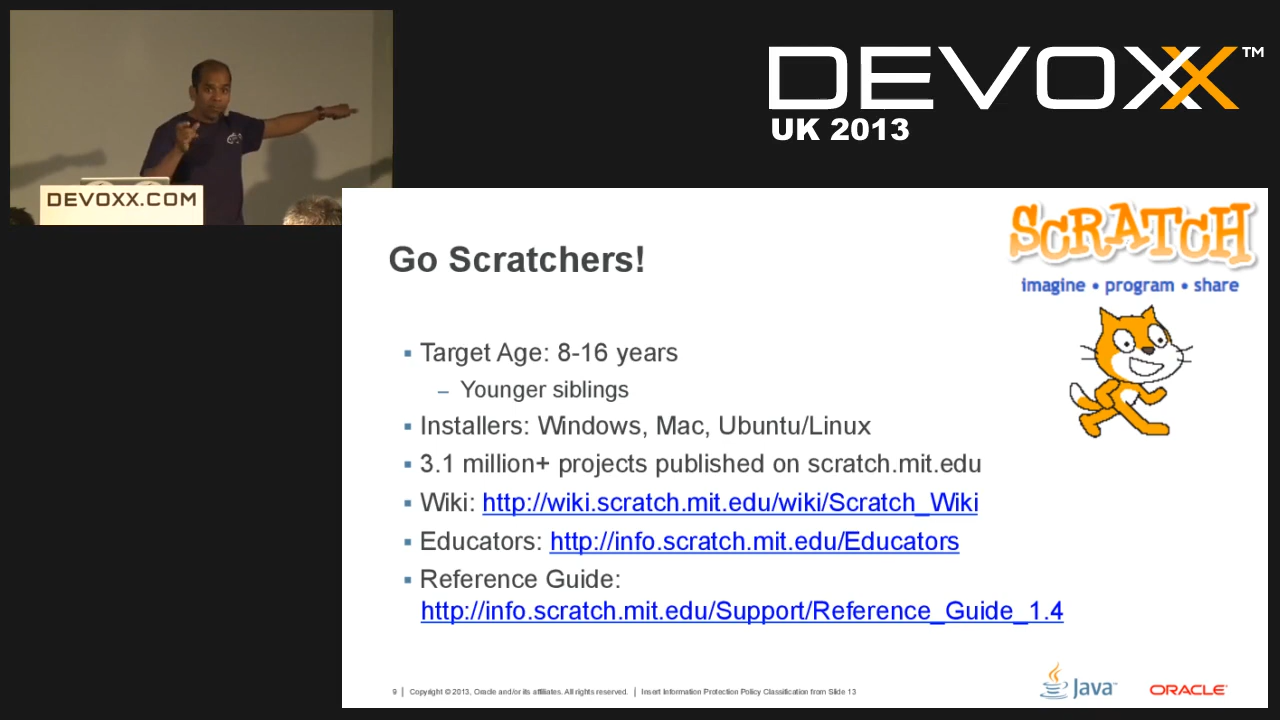 DEVOXX™
UK 2013
DEVOXX.COM
SCRATCH
imagine • program • share
Go Scratchers!
▪ Target Age: 8-16 years
– Younger siblings
▪ Installers: Windows, Mac, Ubuntu/Linux
▪ 3.1 million+ projects published on scratch.mit.edu
▪ Wiki: http://wiki.scratch.mit.edu/wiki/Scratch_Wiki
▪ Educators: http://info.scratch.mit.edu/Educators
▪ Reference Guide:
http://info.scratch.mit.edu/Support/Reference_Guide_1.4
9 | Copyright © 2013, Oracle and/or its affiliates. All rights reserved. | Insert Information Protection Policy Classification from Slide 13
Java™
ORACLE®